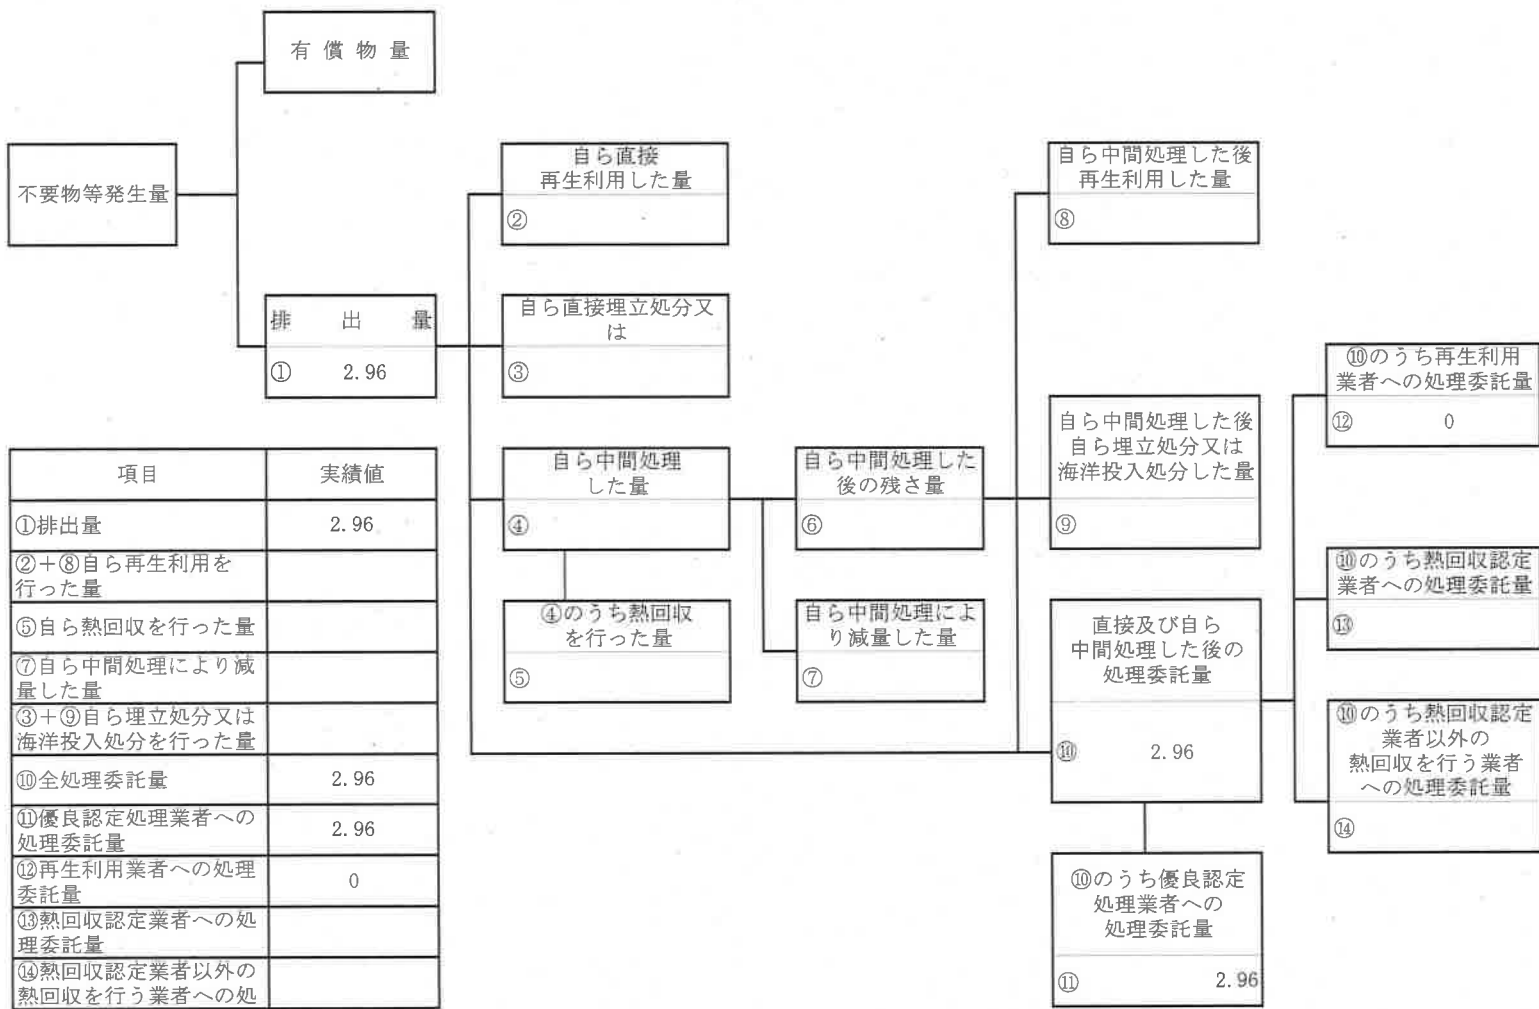 有償物量
不要物等発生量
排出量
① 2.96
自ら直接
再生利用した量
②
自ら直接埋立処分又
は
③
自ら中間処理
した量
④
④のうち熱回収
を行った量
⑤
自ら中間処理した
後の残さ量
⑥
自ら中間処理によ
り減量した量
⑦
自ら中間処理した後
再生利用した量
⑧
自ら中間処理した後
自ら埋立処分又は
海洋投入処分した量
⑨
直接及び自ら
中間処理した後の
処理委託量
⑩ 2.96
⑩のうち優良認定
処理業者への
処理委託量
⑪ 2.96
⑩のうち再生利用
業者への処理委託量
⑫ 0
⑩のうち熱回収認定
業者への処理委託量
⑬
⑩のうち熱回収認定
業者以外の
熱回収を行う業者
への処理委託量
⑭
項目 実績値
①排出量 2.96
②+⑧自ら再生利用を
行った量
⑤自ら熱回収を行った量
⑦自ら中間処理により減
量した量
③+⑨自ら埋立処分又は
海洋投入処分を行った量
⑩全処理委託量 2.96
⑪優良認定処理業者への
処理委託量 2.96
⑫再生利用業者への処理
委託量 0
⑬熱回収認定業者への処
理委託量
⑭熱回収認定業者以外の
熱回収を行う業者への処